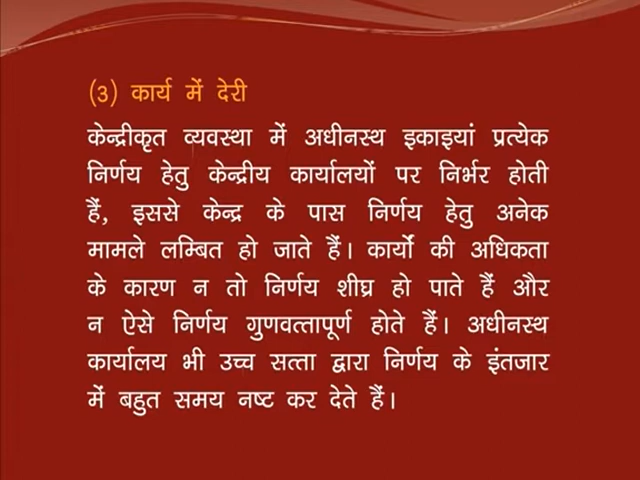 (3) कार्य में देरी
केन्द्रीकृत व्यवस्था में अधीनस्थ इकाइयां प्रत्येक
निर्णय हेतु केन्द्रीय कार्यालयों पर निर्भर होती
हैं, इससे केन्द्र के पास निर्णय हेतु अनेक
मामले लम्बित हो जाते हैं। कार्यों की अधिकता
के कारण न तो निर्णय शीघ्र हो पाते हैं और
न ऐसे निर्णय गुणवत्तापूर्ण होते हैं। अधीनस्थ
कार्यालय भी उच्च सत्ता द्वारा निर्णय के इंतजार
में बहुत समय नष्ट कर देते हैं।